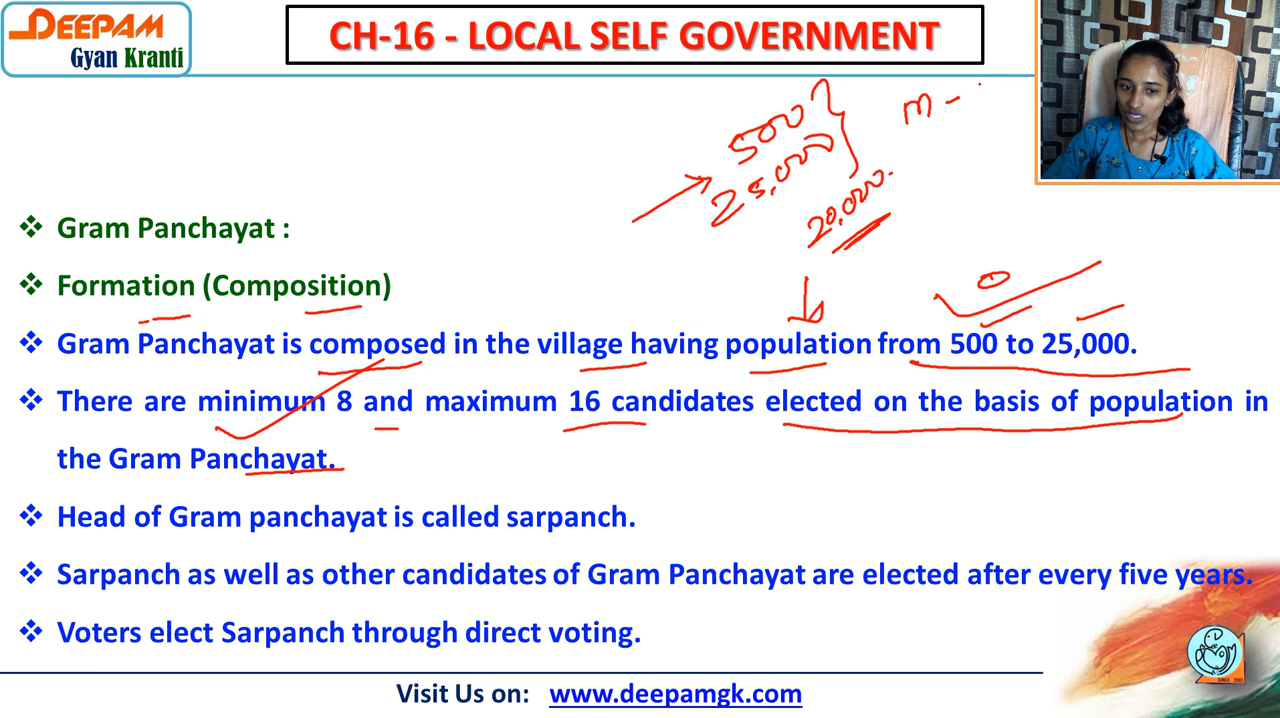 DEEPAM
Gyan Kranti
CH-16 - LOCAL SELF GOVERNMENT
500
25,000
20,000.
m -
❖ Gram Panchayat :
❖ Formation (Composition)
❖ Gram Panchayat is composed in the village having population from 500 to 25,000.
❖ There are minimum 8 and maximum 16 candidates elected on the basis of population in
the Gram Panchayat.
❖ Head of Gram panchayat is called sarpanch.
❖ Sarpanch as well as other candidates of Gram Panchayat are elected after every five years.
❖ Voters elect Sarpanch through direct voting.
SINCE 2001
Visit Us on: www.deepamgk.com